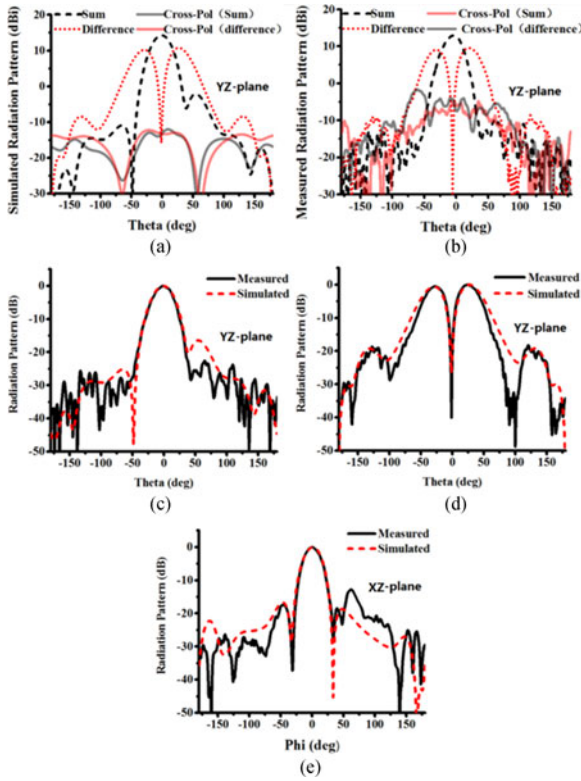 Sum Cross-Pol（Sum）
Difference Cross-Pol（difference）
Simulated Radiation Pattern (dBi)
20
10
0
-10
-20
-30
YZ-plane
-150 -100 -50 0 50 100 150
Theta (deg)
(a)
Sum Cross-Pol（Sum）
Difference Cross-Pol (difference)
Measured Radiation Pattern (dBi)
20
10
0
-10
-20
-30
YZ-plane
-150 -100 -50 0 50 100 150
Theta (deg)
(b)
Measured
Simulated
Radiation Pattern (dB)
0
-10
-20
-30
-40
-50
YZ-plane
-150 -100 -50 0 50 100 150
Theta (deg)
(c)
Measured
Simulated
Radiation Pattern (dB)
0
-10
-20
-30
-40
-50
YZ-plane
-150 -100 -50 0 50 100 150
Theta (deg)
(d)
Measured
Simulated
Radiation Pattern (dB)
0
-10
-20
-30
-40
-50
XZ-plane
-150 -100 -50 0 50 100 150
Phi (deg)
(e)